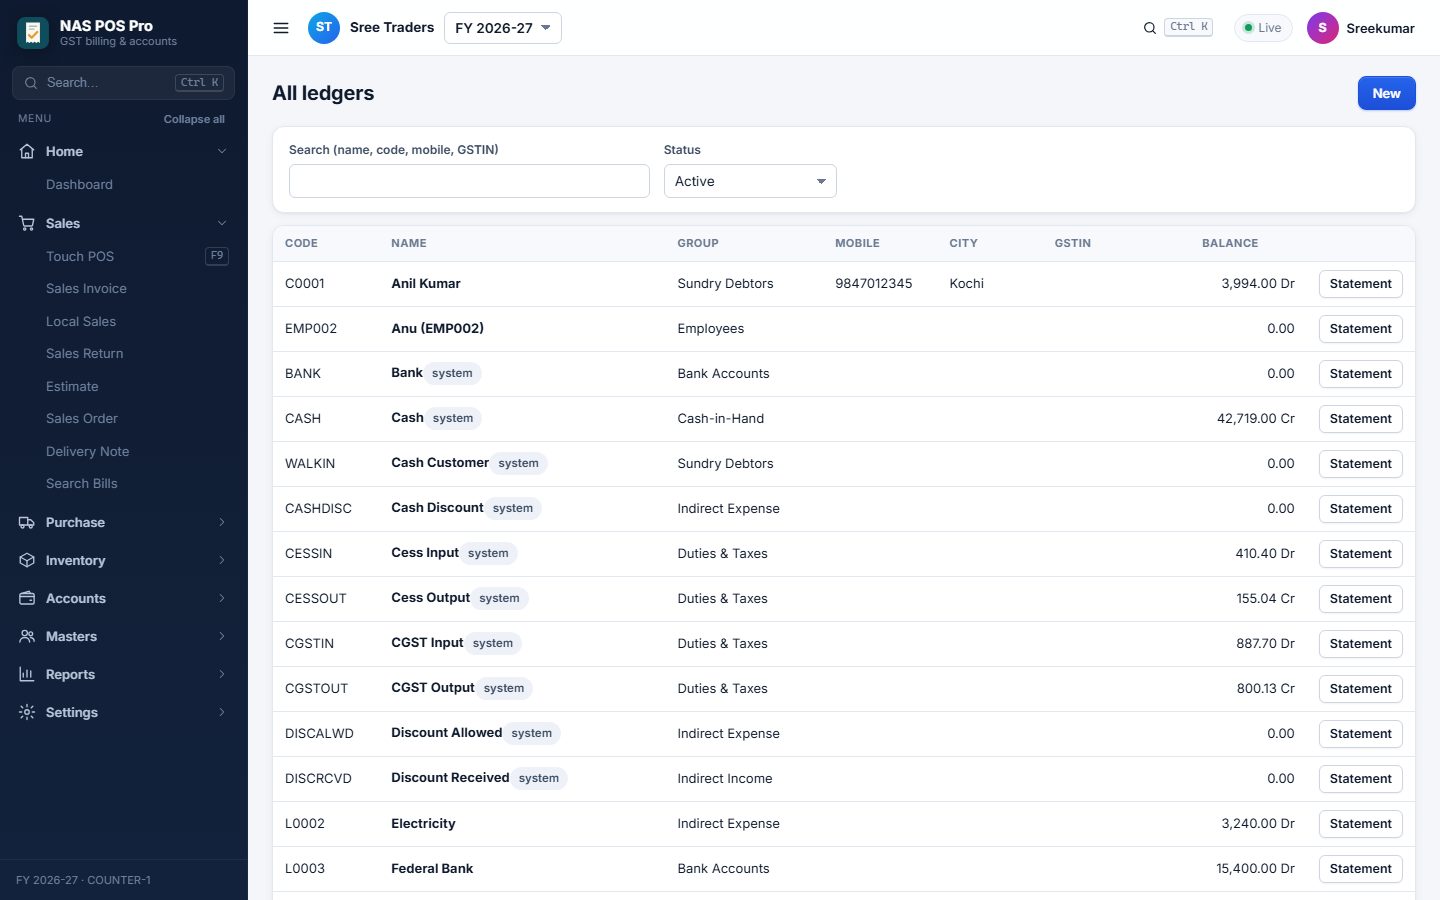 NAS POS Pro
GST billing & accounts
Search... Ctrl K
MENU Collapse all
Home
Dashboard
Sales
Touch POS F9
Sales Invoice
Local Sales
Sales Return
Estimate
Sales Order
Delivery Note
Search Bills
Purchase
Inventory
Accounts
Masters
Reports
Settings
FY 2026-27 · COUNTER-1
ST Sree Traders FY 2026-27 Ctrl K Live S Sreekumar
All ledgers New
Search (name, code, mobile, GSTIN) Status
Active
CODE NAME GROUP MOBILE CITY GSTIN BALANCE
C0001 Anil Kumar Sundry Debtors 9847012345 Kochi 3,994.00 Dr Statement
EMP002 Anu (EMP002) Employees 0.00 Statement
BANK Bank system Bank Accounts 0.00 Statement
CASH Cash system Cash-in-Hand 42,719.00 Cr Statement
WALKIN Cash Customer system Sundry Debtors 0.00 Statement
CASHDISC Cash Discount system Indirect Expense 0.00 Statement
CESSIN Cess Input system Duties & Taxes 410.40 Dr Statement
CESSOUT Cess Output system Duties & Taxes 155.04 Cr Statement
CGSTIN CGST Input system Duties & Taxes 887.70 Dr Statement
CGSTOUT CGST Output system Duties & Taxes 800.13 Cr Statement
DISCALWD Discount Allowed system Indirect Expense 0.00 Statement
DISCRCVD Discount Received system Indirect Income 0.00 Statement
L0002 Electricity Indirect Expense 3,240.00 Dr Statement
L0003 Federal Bank Bank Accounts 15,400.00 Dr Statement